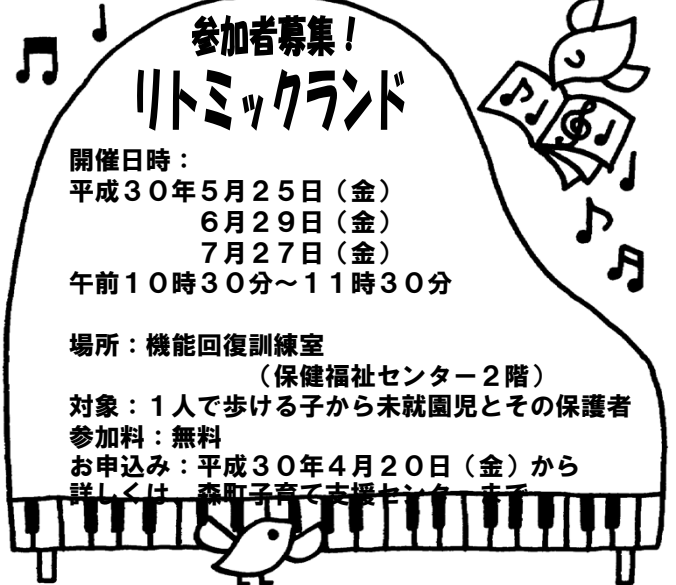 参加者募集！
リトミックランド
開催日時：
平成３０年５月２５日（金）
６月２９日（金）
７月２７日（金）
午前１０時３０分～１１時３０分
場所：機能回復訓練室
（保健福祉センター２階）
対象：１人で歩ける子から未就園児とその保護者
参加料：無料
お申込み：平成３０年４月２０日（金）から
詳しくは　森町子育て支援センターまで